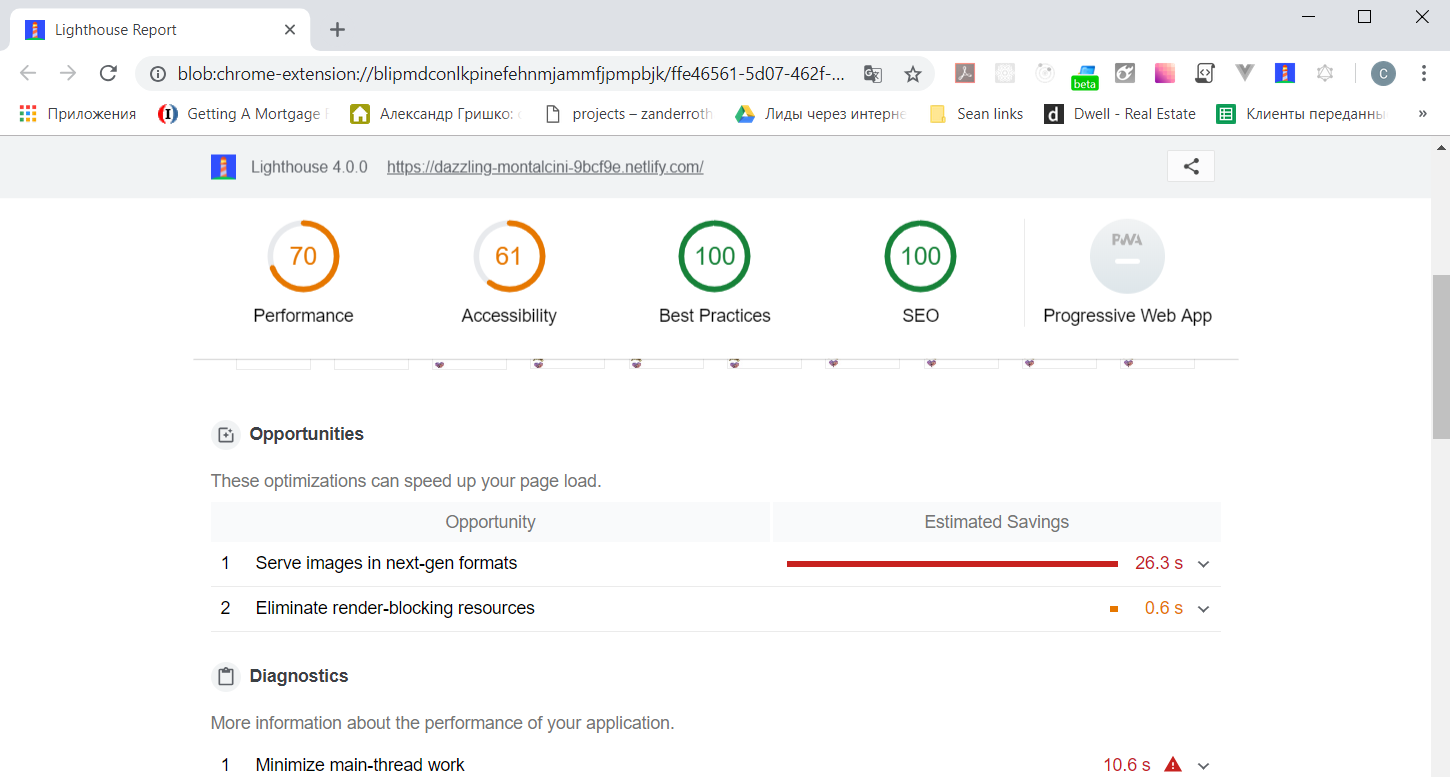 Lighthouse Report
blob:chrome-extension://blipmdconlkpinefehnmjammfjpmpbjk/ffe46561-5d07-462f-...
beta
C
Приложения
Getting A Mortgage
Александр Гришко:
projects – zanderroth
Лиды через интерне
Sean links
d
Dwell - Real Estate
Клиенты переданны
»
Lighthouse 4.0.0 https://dazzling-montalcini-9bcf9e.netlify.com/
70 61 100 100 PWA
Performance Accessibility Best Practices SEO Progressive Web App
Opportunities
These optimizations can speed up your page load.
Opportunity Estimated Savings
1 Serve images in next-gen formats 26.3 s
2 Eliminate render-blocking resources 0.6 s
Diagnostics
More information about the performance of your application.
1 Minimize main-thread work 10.6 s